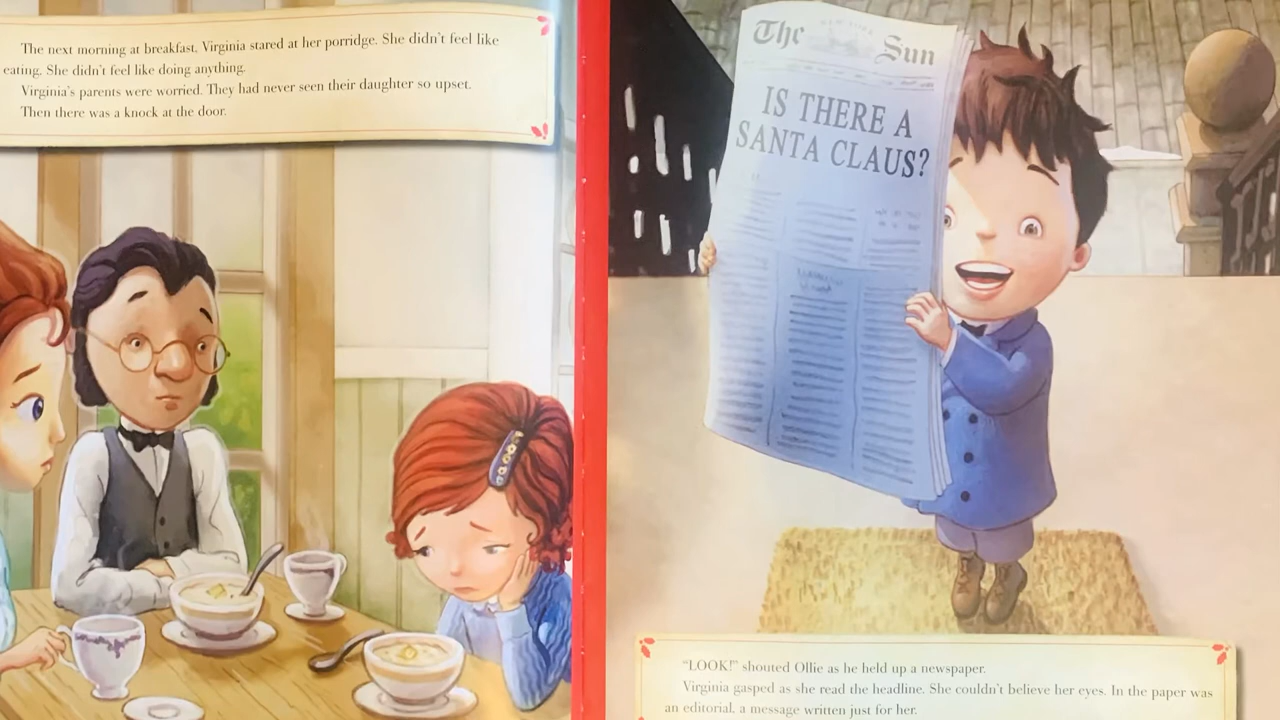 The next morning at breakfast, Virginia stared at her porridge. She didn't feel like
eating. She didn't feel like doing anything.
Virginia's parents were worried. They had never seen their daughter so upset.
Then there was a knock at the door.
The Sun
NEW YORK
IS THERE A
SANTA CLAUS?
"LOOK!" shouted Ollie as he held up a newspaper.
Virginia gasped as she read the headline. She couldn't believe her eyes. In the paper was
an editorial, a message written just for her.